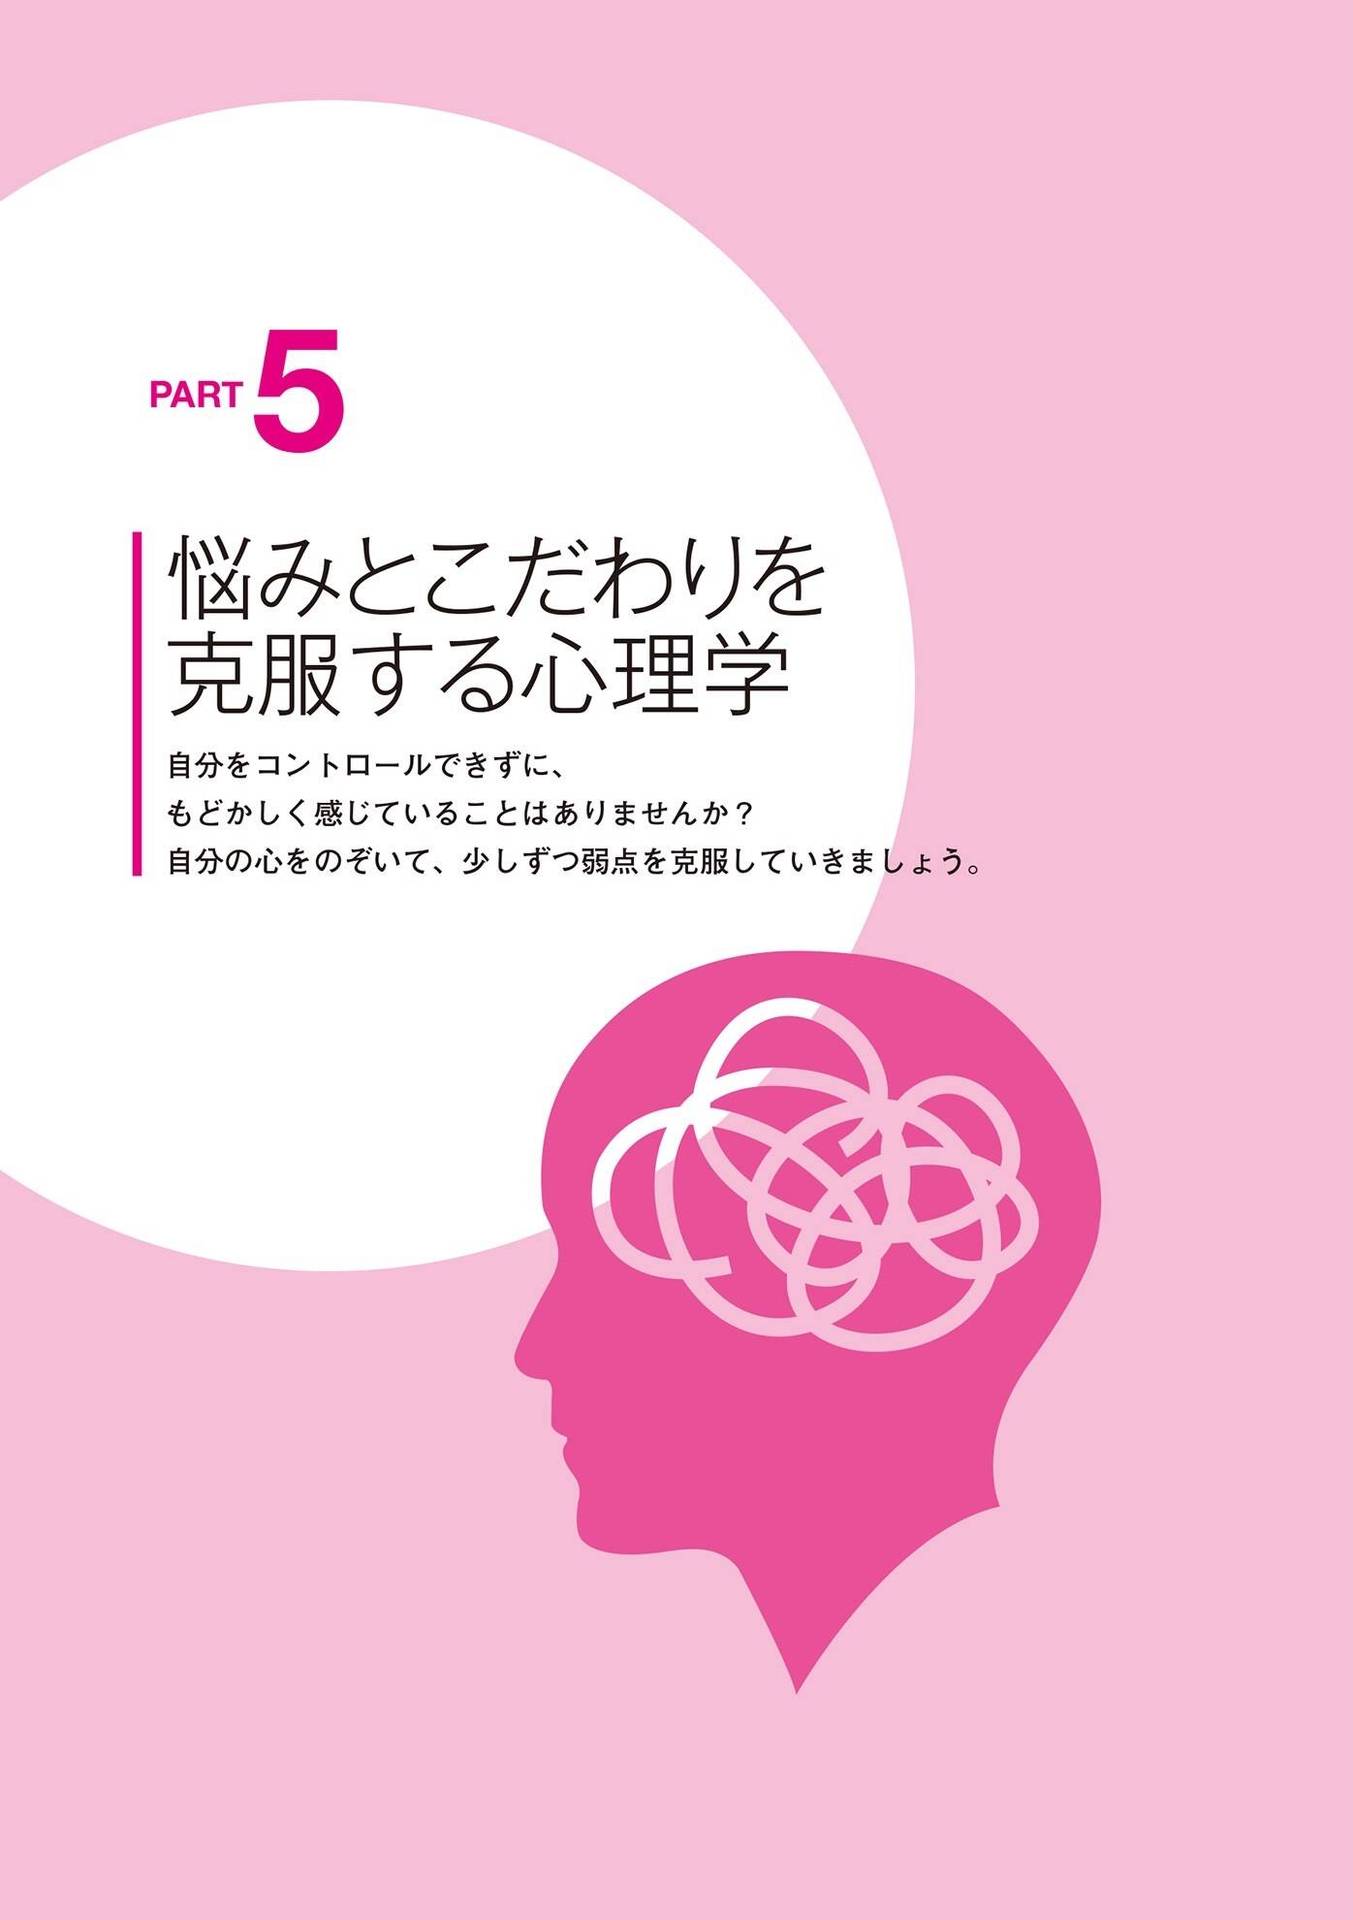 PART 5
悩みとこだわりを
克服する心理学
自分をコントロールできずに、
もどかしく感じていることはありませんか？
自分の心をのぞいて、少しずつ弱点を克服していきましょう。